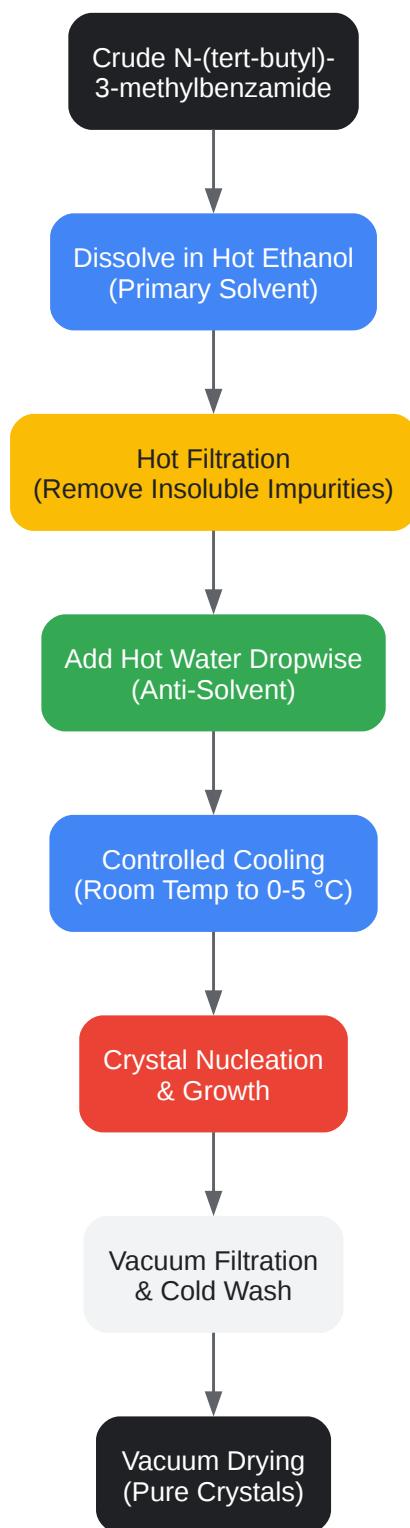 Crude N-(tert-butyl)-
3-methylbenzamide
Dissolve in Hot Ethanol
(Primary Solvent)
Hot Filtration
(Remove Insoluble Impurities)
Add Hot Water Dropwise
(Anti-Solvent)
Controlled Cooling
(Room Temp to 0-5 °C)
Crystal Nucleation
& Growth
Vacuum Filtration
& Cold Wash
Vacuum Drying
(Pure Crystals)